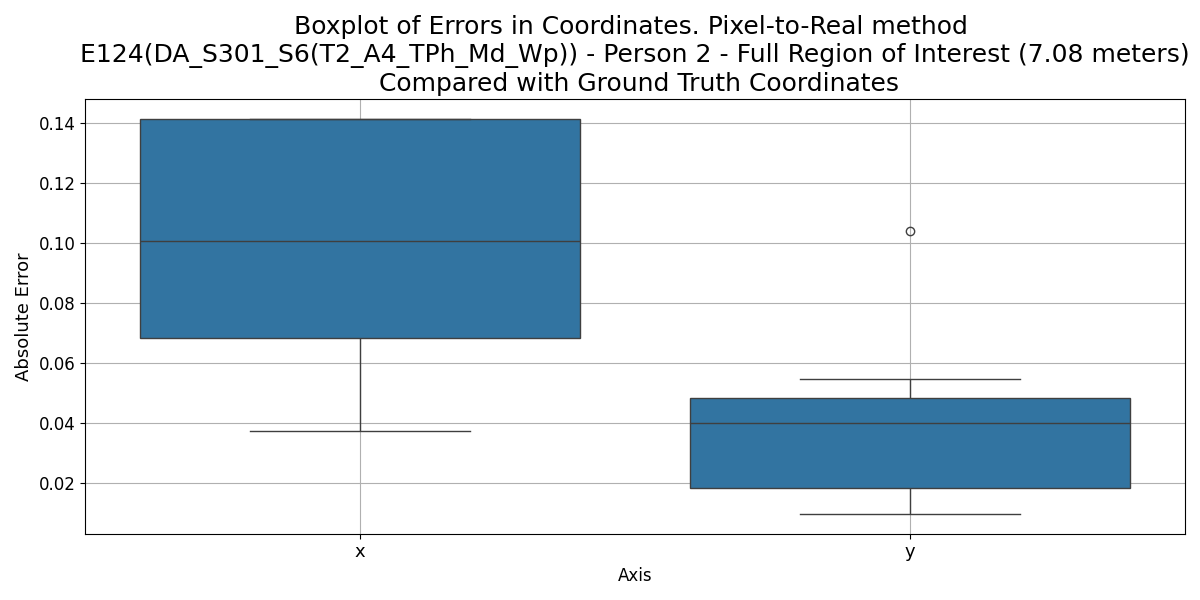 Boxplot of Errors in Coordinates. Pixel-to-Real method
E124(DA_S301_S6(T2_A4_TPh_Md_Wp)) - Person 2 - Full Region of Interest (7.08 meters)
Compared with Ground Truth Coordinates
0.14
0.12
0.10
0.08
0.06
0.04
0.02
Absolute Error
x
y
Axis